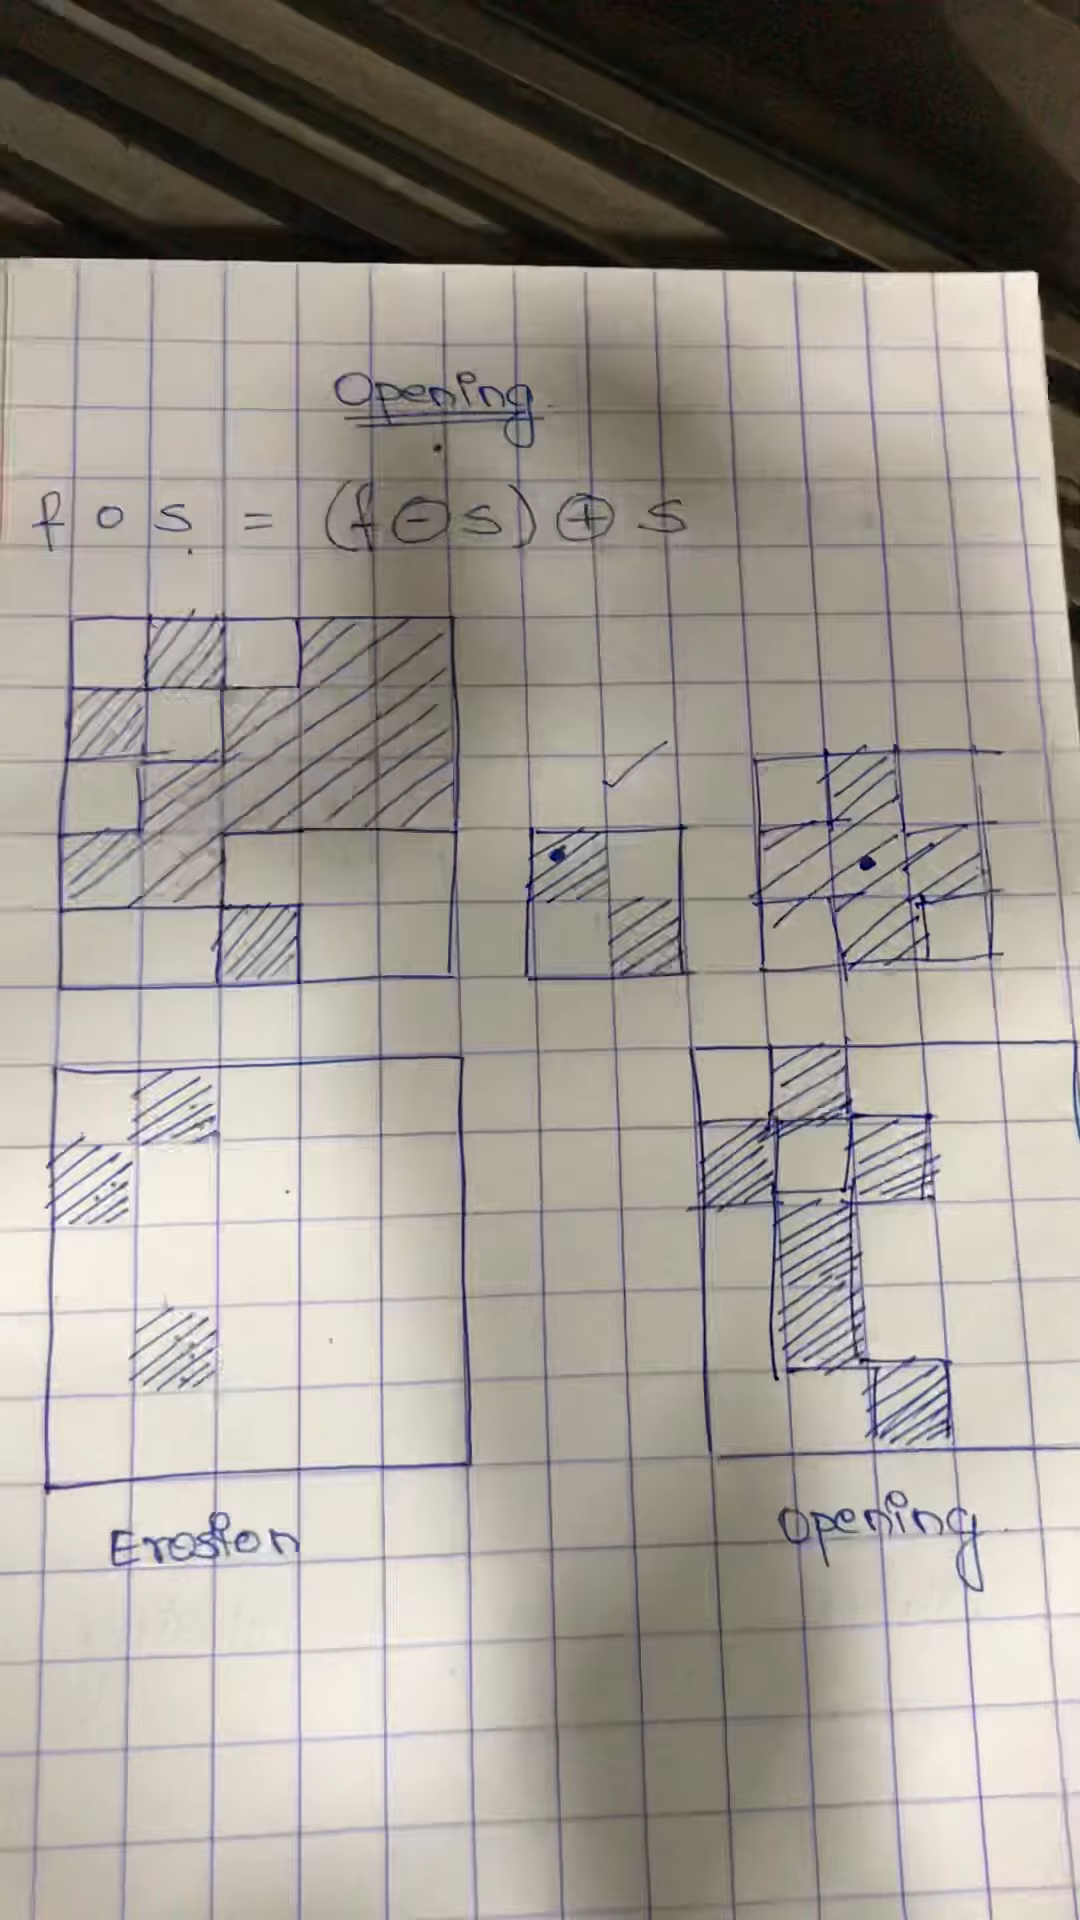 Opening
f o s = (f ⊖ s) ⊕ s
Erosion
opening